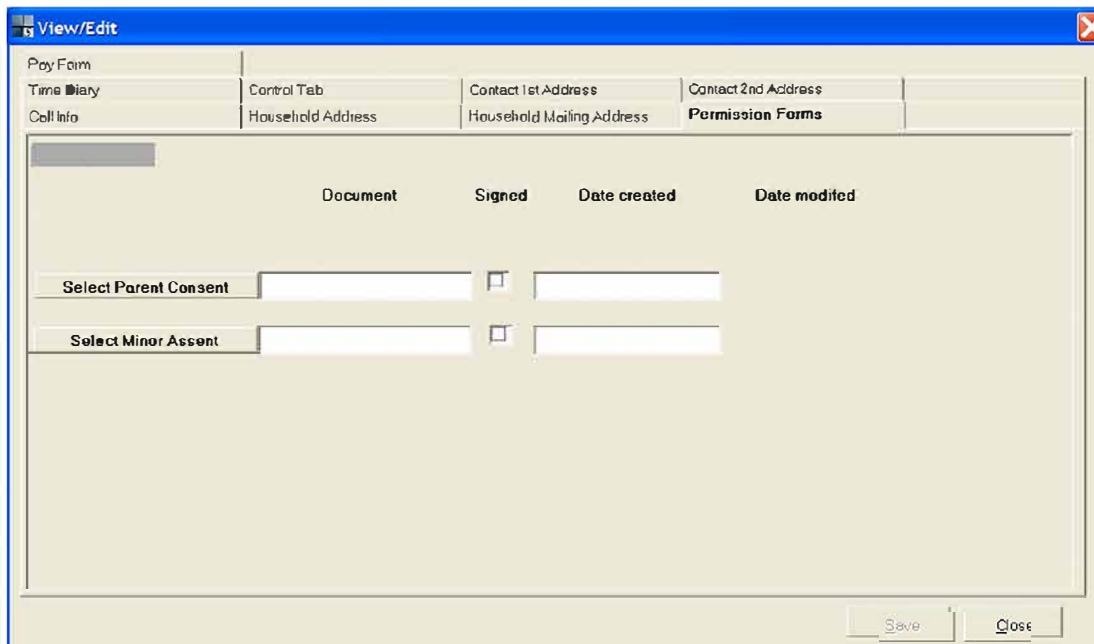 View/Edit
Pay Form
Time Diary Control Tab Contact 1st Address Contact 2nd Address
Call Info Household Address Household Mailing Address Permission Forms
Document Signed Date created Date modifed
Select Parent Consent
Select Minor Assent
Save Close